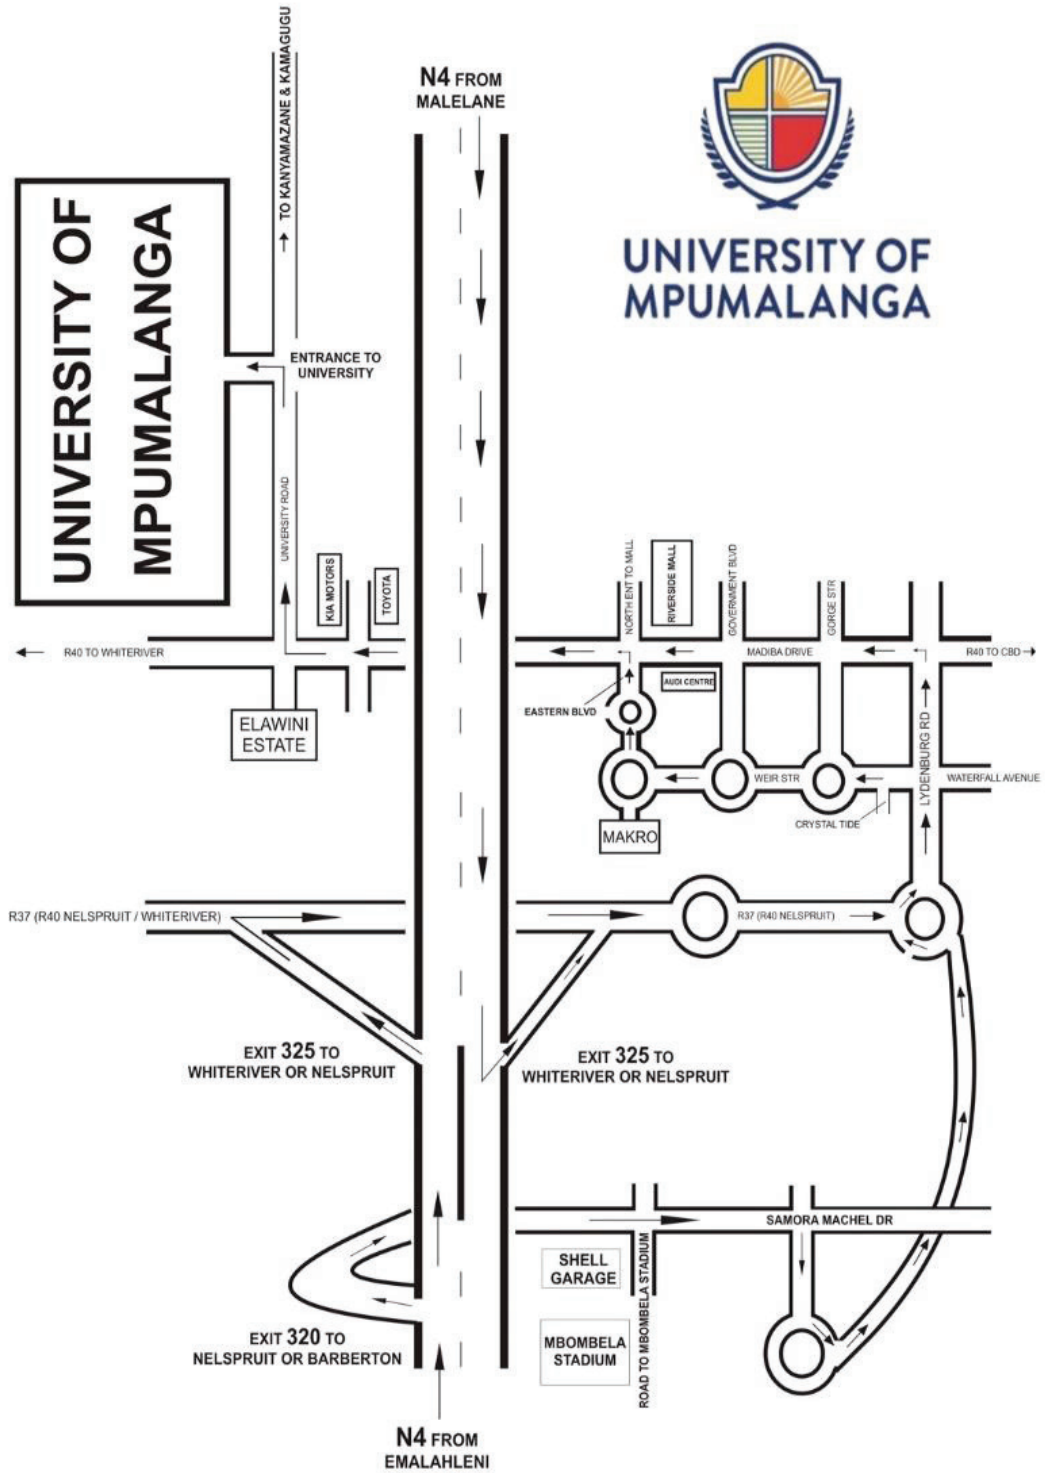 TO KANYAMAZANE & KAMAGUGU
N4 FROM
MALELANE
UNIVERSITY OF
MPUMALANGA
UNIVERSITY OF
MPUMALANGA
ENTRANCE TO
UNIVERSITY
UNIVERSITY ROAD
KIA MOTORS
TOYOTA
NORTH ENT TO MALL
RIVERSIDE MALL
GOVERNMENT BLVD
GORGE STR
R40 TO WHITERIVER
MADIBA DRIVE
R40 TO CBD
AUDI CENTRE
EASTERN BLVD
ELAWINI
ESTATE
LYDENBURG RD
WEIR STR
WATERFALL AVENUE
CRYSTAL TIDE
MAKRO
R37 (R40 NELSPRUIT / WHITERIVER)
R37 (R40 NELSPRUIT)
EXIT 325 TO
WHITERIVER OR NELSPRUIT
EXIT 325 TO
WHITERIVER OR NELSPRUIT
SAMORA MACHEL DR
SHELL
GARAGE
ROAD TO MBOMBELA STADIUM
MBOMBELA
STADIUM
EXIT 320 TO
NELSPRUIT OR BARBERTON
N4 FROM
EMALAHLENI